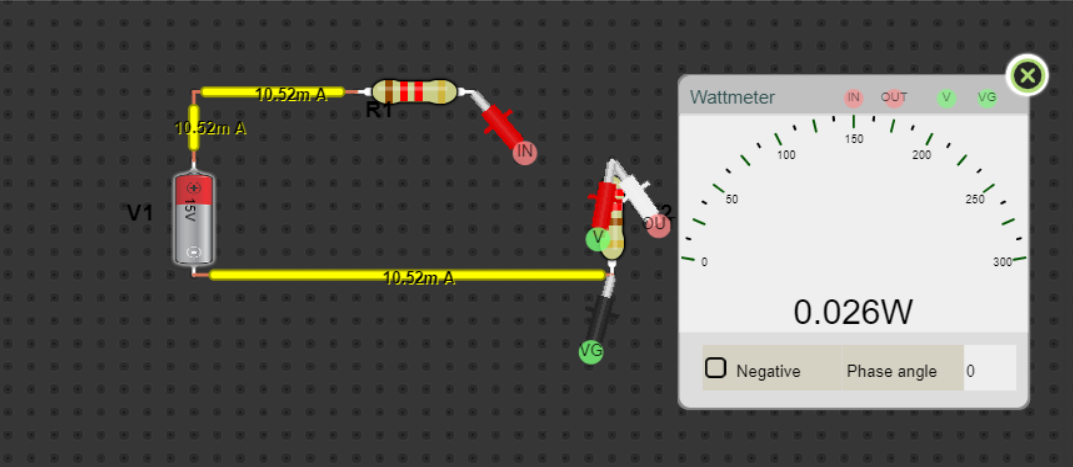 10.52m A
R1
10.52m A
IN
V1
15V
V
OU
2
10.52m A
VG
Wattmeter IN OUT V VG
0
50
100
150
200
250
300
0.026W
Negative Phase angle 0